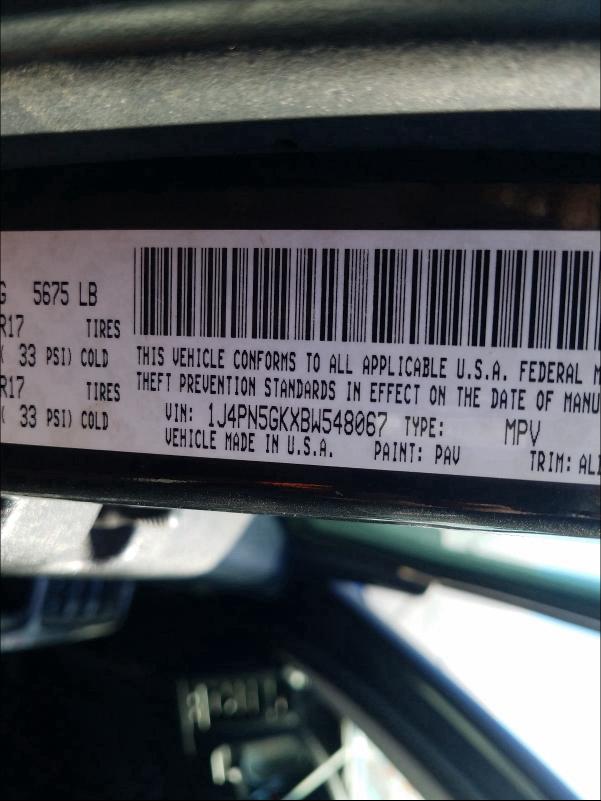 G 5675 LB
R17 TIRES
( 33 PSI) COLD
R17 TIRES
( 33 PSI) COLD
THIS VEHICLE CONFORMS TO ALL APPLICABLE U.S.A. FEDERAL M
THEFT PREVENTION STANDARDS IN EFFECT ON THE DATE OF MANU
VIN: 1J4PN5GKXBW548067 TYPE: MPV
VEHICLE MADE IN U.S.A. PAINT: PAV TRIM: AL